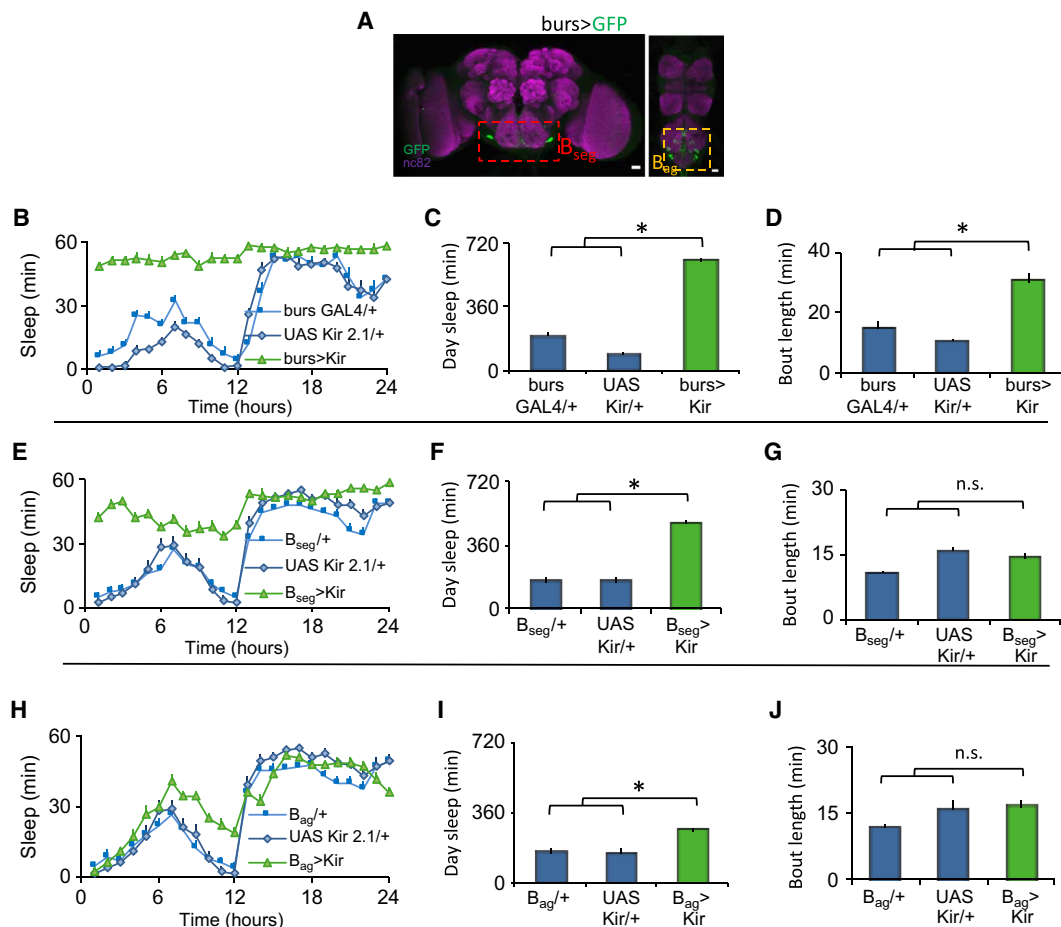 A
burs>GFP
GFP
nc82
Bseg
Bag
B
Sleep (min)
60
30
0
burs GAL4/+
UAS Kir 2.1/+
burs>Kir
0 6 12 18 24
Time (hours)
C
Day sleep (min)
720
360
0
*
burs GAL4/+
UAS Kir/+
burs> Kir
D
Bout length (min)
40
20
0
*
burs GAL4/+
UAS Kir/+
burs> Kir
E
Sleep (min)
60
30
0
Bseg/+
UAS Kir 2.1/+
Bseg>Kir
0 6 12 18 24
Time (hours)
F
Day sleep (min)
720
360
0
*
Bseg/+
UAS Kir/+
Bseg> Kir
G
Bout length (min)
30
15
0
n.s.
Bseg/+
UAS Kir/+
Bseg> Kir
H
Sleep (min)
60
30
0
Bag/+
UAS Kir 2.1/+
Bag>Kir
0 6 12 18 24
Time (hours)
I
Day sleep (min)
720
360
0
*
Bag/+
UAS Kir/+
Bag> Kir
J
Bout length (min)
30
15
0
n.s.
Bag/+
UAS Kir/+
Bag> Kir